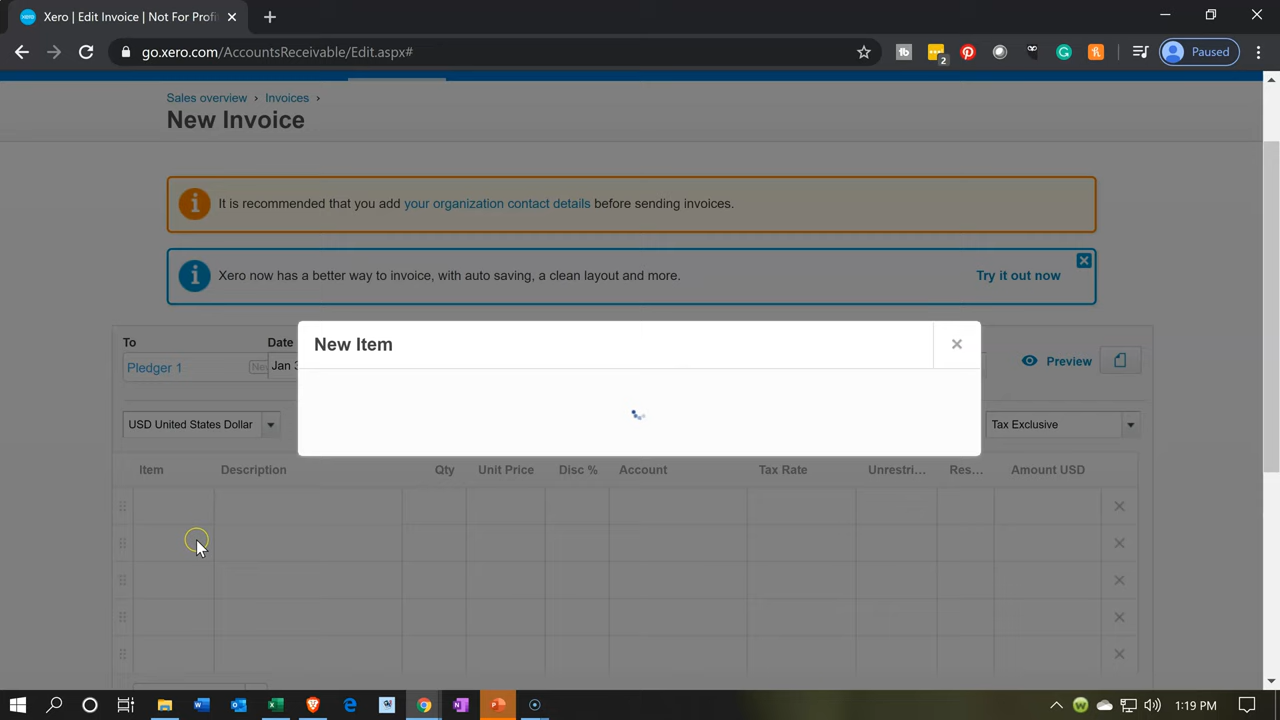 Xero | Edit Invoice | Not For Profi
go.xero.com/AccountsReceivable/Edit.aspx#
2
Paused
Sales overview › Invoices ›
New Invoice
It is recommended that you add your organization contact details before sending invoices.
Xero now has a better way to invoice, with auto saving, a clean layout and more.
Try it out now
New Item
To
Date
Pledger 1
Jan 3
Preview
USD United States Dollar
Tax Exclusive
Item Description Qty Unit Price Disc % Account Tax Rate Unrestri... Res... Amount USD
1:19 PM